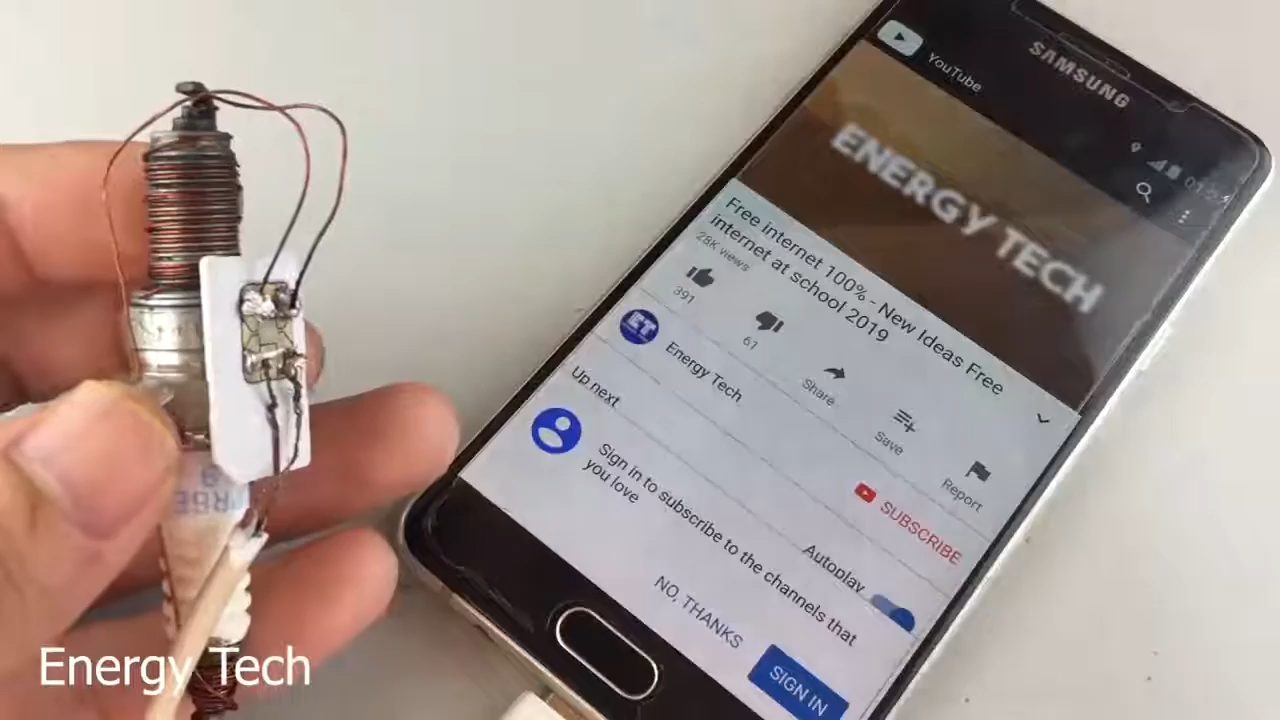 SAMSUNG
YouTube
ENERGY TECH
Free internet 100% - New Ideas Free
internet at school 2019
28K views
391
61
Share
Save
Report
ET
Energy Tech
SUBSCRIBE
Up next
Autoplay
Sign in to subscribe to the channels that
you love
NO, THANKS
SIGN IN
Energy Tech